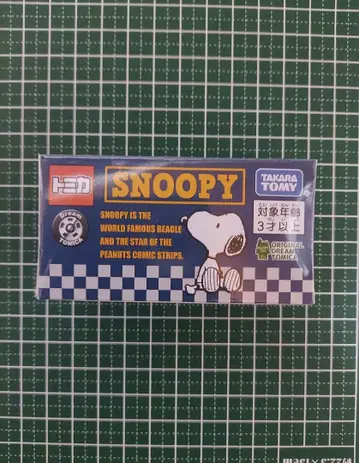 トミカ
SNOOPY
TAKARA
TOMY
Dream
TOMICA
SNOOPY IS THE
WORLD FAMOUS BEAGLE
AND THE STAR OF THE
PEANUTS COMIC STRIPS.
対象年齢
3才以上
ORIGINAL
DREAM
TOMICA